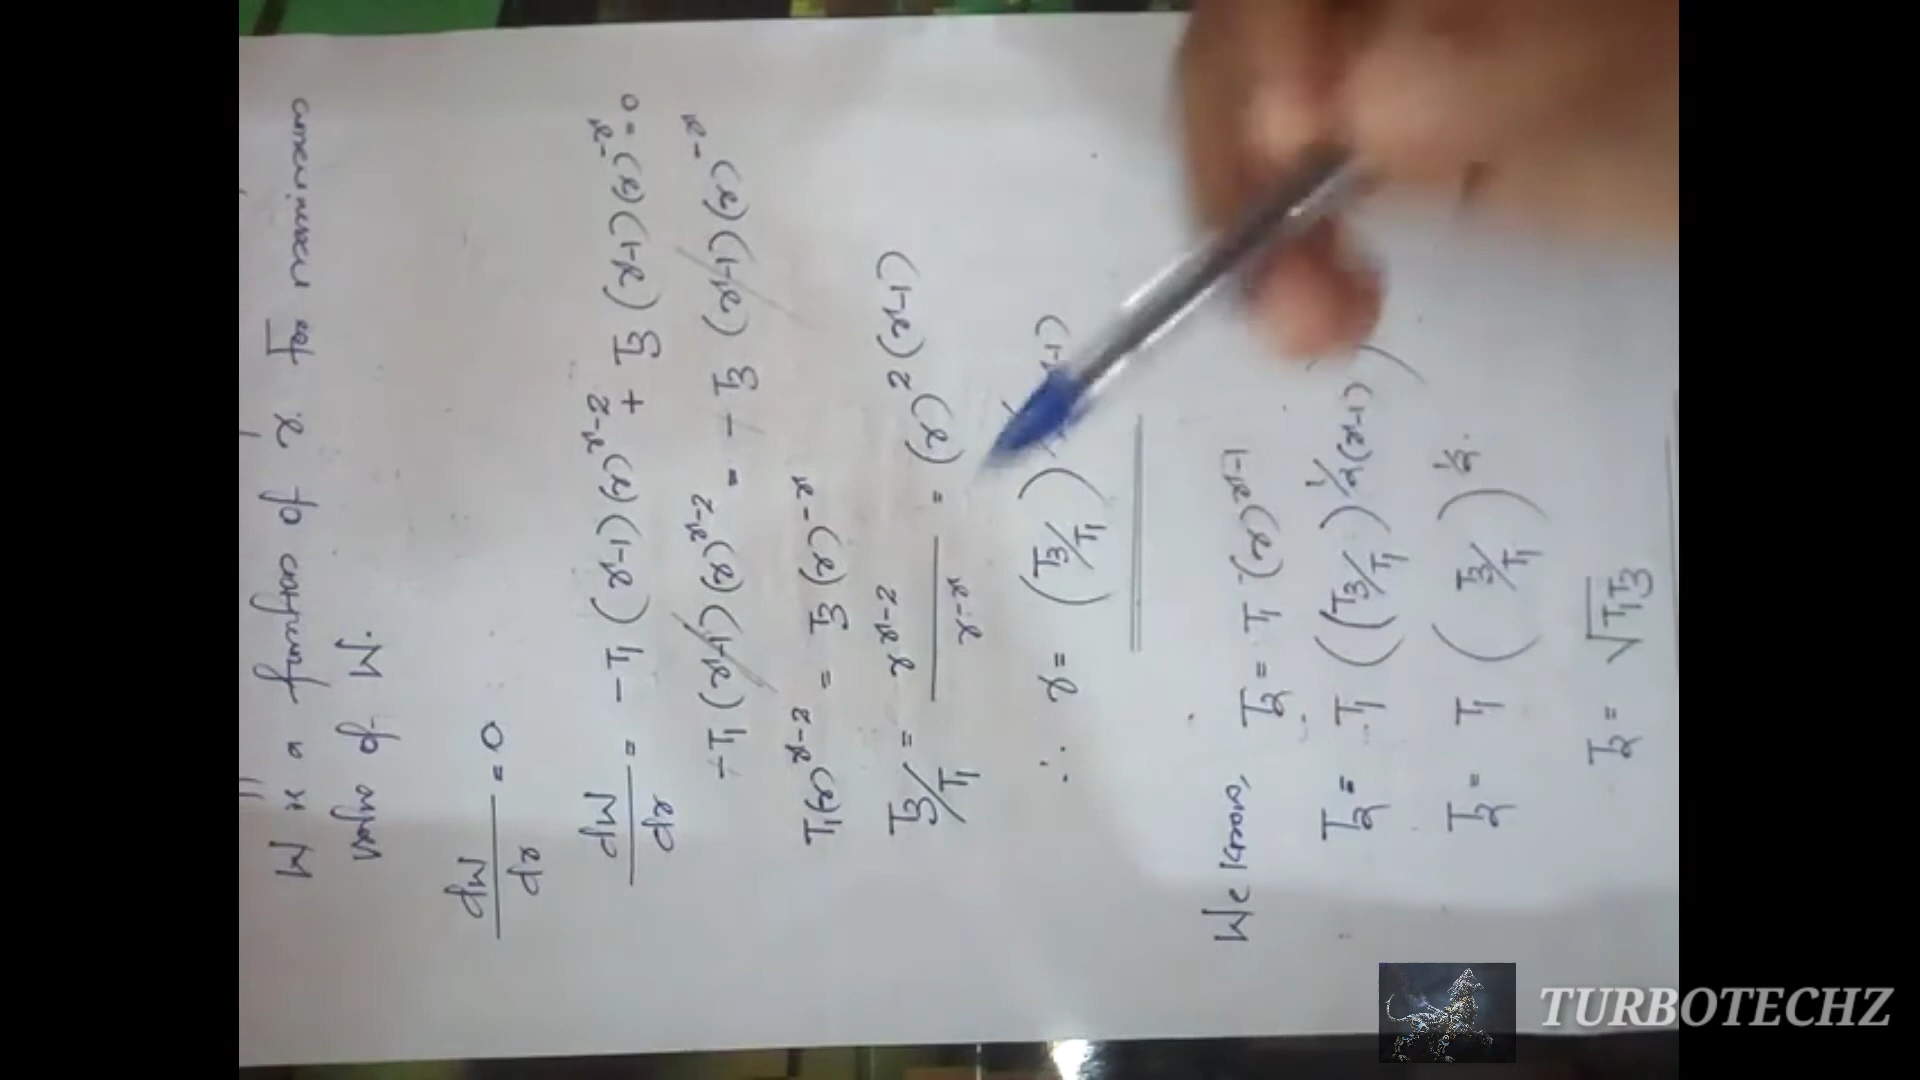 W is a function of r. For maximum
value of W.
dW/dr = 0
dW/dr = -T1 (r-1) (r)^r-2 + T3 (r-1) (r)^-r = 0
-T1 (r-1) (r)^r-2 = - T3 (r-1) (r)^-r
T1 (r)^r-2 = T3 (r)^-r
T3/T1 = r^r-2 / r^-r = (r)^2(r-1)
∴ r = (T3/T1)
We know, T2 = T1 (r)^r-1
T2 = T1 ((T3/T1)^1/2(r-1))
T2 = T1 (T3/T1)^1/2
T2 = √T1T3
TURBOTECHZ